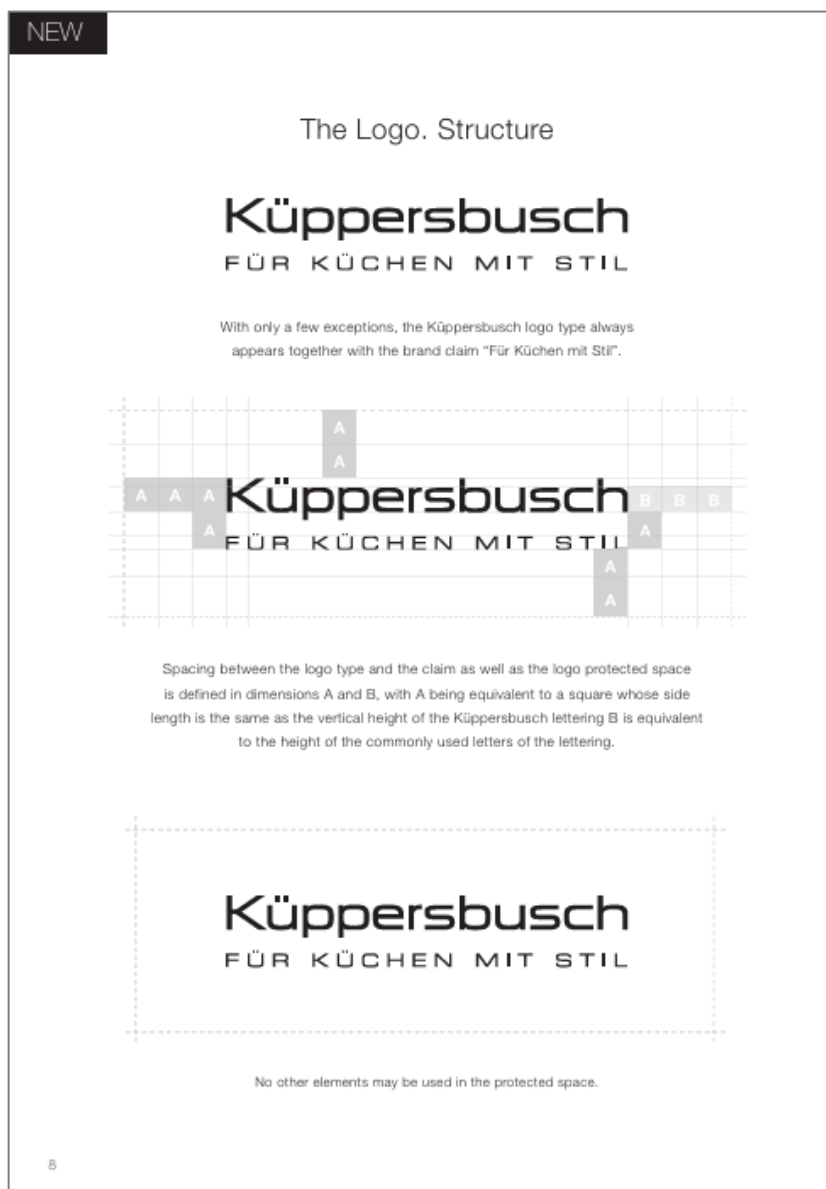 NEW
The Logo. Structure
Küppersbusch
FÜR KÜCHEN MIT STIL
With only a few exceptions, the Küppersbusch logo type always
appears together with the brand claim “Für Küchen mit Stil”.
A
A
A A A Küppersbusch B B B
A FÜR KÜCHEN MIT STIL A
A
A
Spacing between the logo type and the claim as well as the logo protected space
is defined in dimensions A and B, with A being equivalent to a square whose side
length is the same as the vertical height of the Küppersbusch lettering B is equivalent
to the height of the commonly used letters of the lettering.
Küppersbusch
FÜR KÜCHEN MIT STIL
No other elements may be used in the protected space.
8